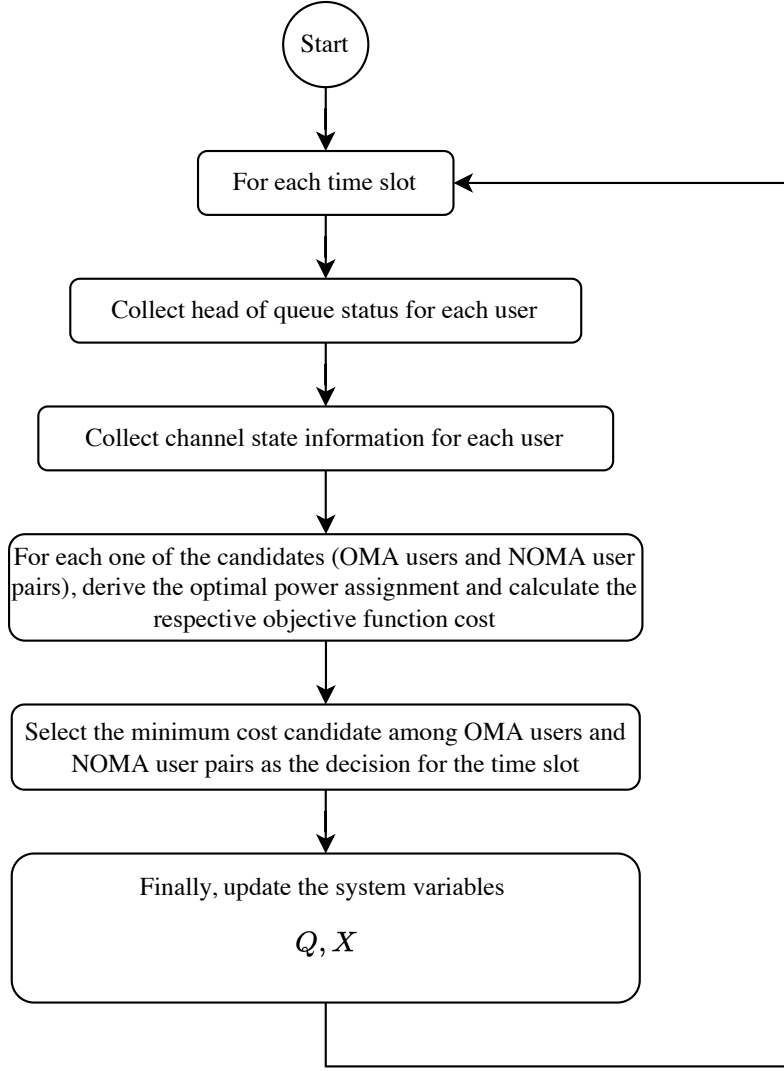 Start
For each time slot
Collect head of queue status for each user
Collect channel state information for each user
For each one of the candidates (OMA users and NOMA user
pairs), derive the optimal power assignment and calculate the
respective objective function cost
Select the minimum cost candidate among OMA users and
NOMA user pairs as the decision for the time slot
Finally, update the system variables
Q, X